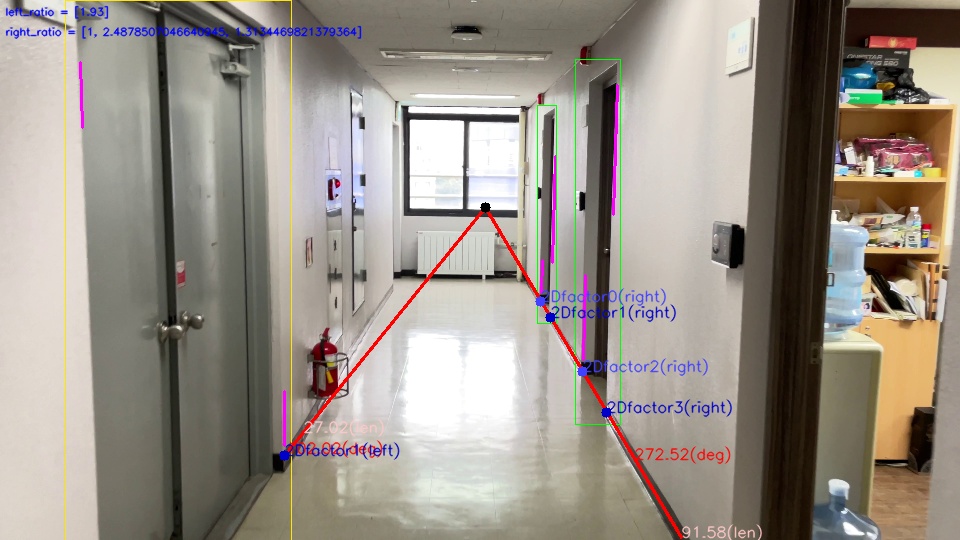 left_ratio = [1.93]
right_ratio = [1, 2.4878507046640945, 1.3134469821379364]
2Dfactor0(right)
2Dfactor1(right)
2Dfactor2(right)
2Dfactor3(right)
27.02(len)
2Dfactor1(left)
272.52(deg)
91.58(len)